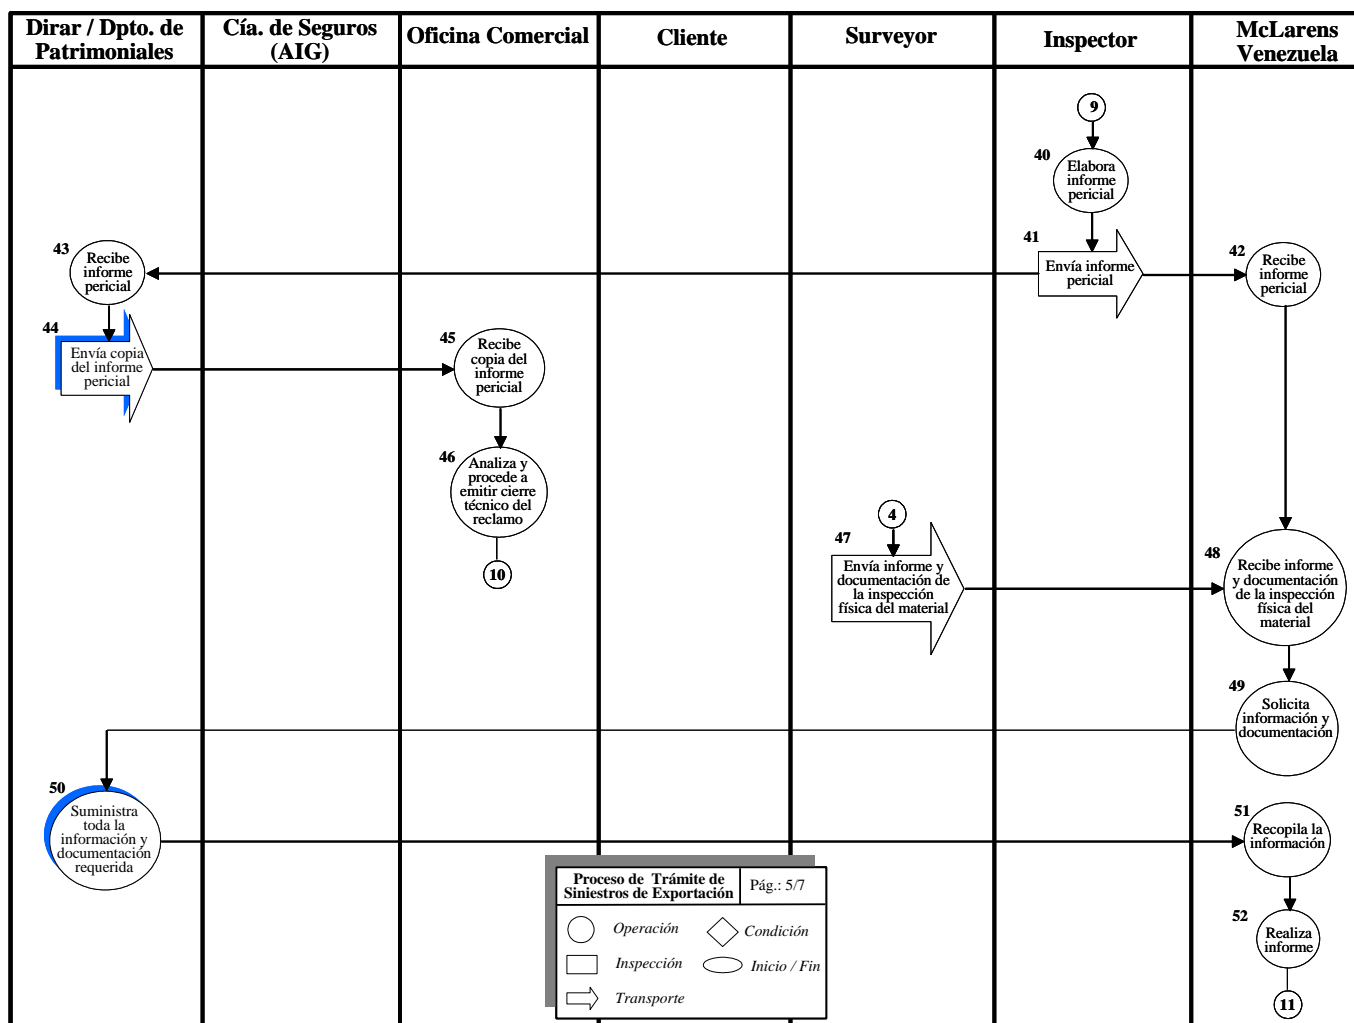 Dirar / Dpto. de
Patrimoniales
Cía. de Seguros
(AIG)
Oficina Comercial
Cliente
Surveyor
Inspector
McLarens
Venezuela
9
40
Elabora
informe
pericial
41
Envía informe
pericial
42
Recibe
informe
pericial
43
Recibe
informe
pericial
44
Envía copia
del informe
pericial
45
Recibe
copia del
informe
pericial
46
Analiza y
procede a
emitir cierre
técnico del
reclamo
10
4
47
Envía informe y
documentación de
la inspección
física del material
48
Recibe informe
y documentación
de la inspección
física del
material
49
Solicita
información y
documentación
50
Suministra
toda la
información y
documentación
requerida
51
Recopila la
información
52
Realiza
informe
11
Proceso de Trámite de
Siniestros de Exportación
Pág.: 5/7
Operación
Condición
Inspección
Inicio / Fin
Transporte